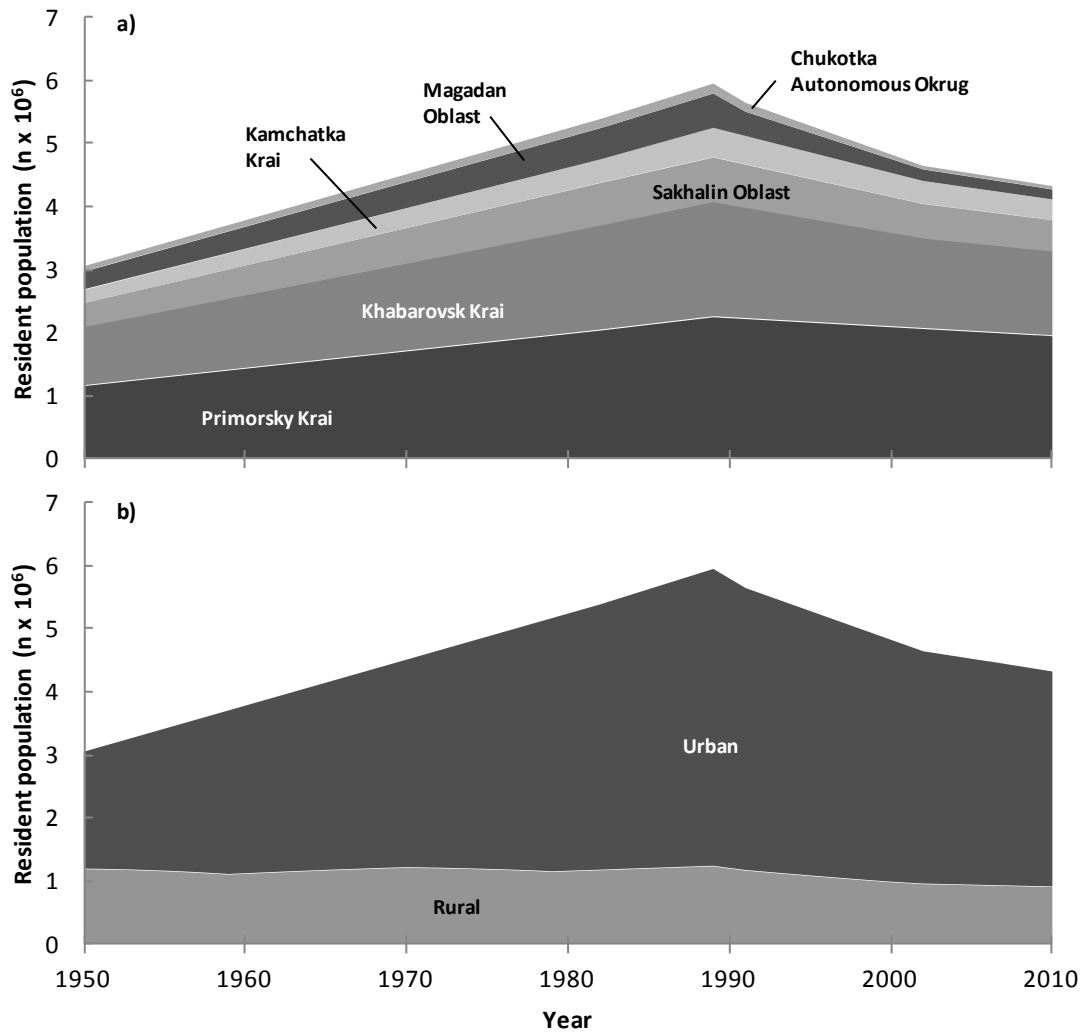 a)
Resident population (n x 10⁶)
7
6
5
4
3
2
1
0
Chukotka
Autonomous Okrug
Magadan
Oblast
Kamchatka
Krai
Sakhalin Oblast
Khabarovsk Krai
Primorsky Krai
b)
Resident population (n x 10⁶)
7
6
5
4
3
2
1
0
Urban
Rural
1950 1960 1970 1980 1990 2000 2010
Year